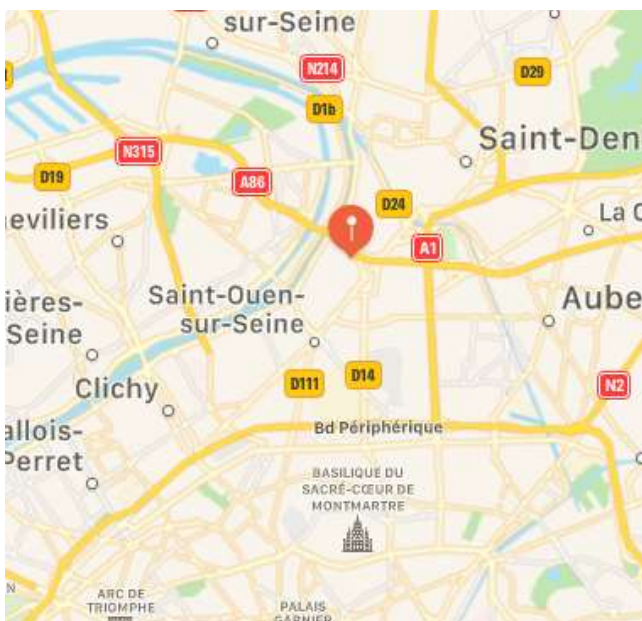 sur-Seine
N214
D29
D1b
Saint-Den
N315
D19
A86
D24
neviliers
La C
A1
Saint-Ouen-
sur-Seine
ières-
Seine
Aube
D111
D14
N2
Clichy
allois-
Perret
Bd Périphérique
BASILIQUE DU
SACRÉ-CŒUR DE
MONTMARTRE
N
ARC DE
TRIOMPHE
PALAIS
GARNIER